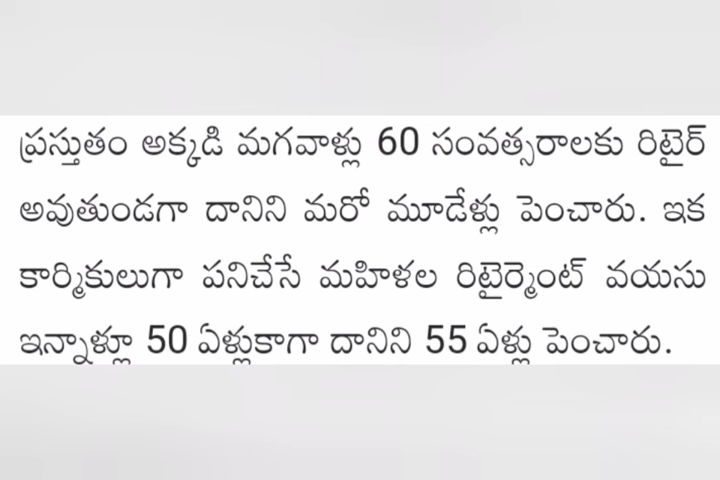 ప్రస్తుతం అక్కడి మగవాళ్లు 60 సంవత్సరాలకు రిటైర్
అవుతుండగా దానిని మరో మూడేళ్లు పెంచారు. ఇక
కార్మికులుగా పనిచేసే మహిళల రిటైర్మెంట్ వయసు
ఇన్నాళ్లూ 50 ఏళ్లుకాగా దానిని 55 ఏళ్లు పెంచారు.